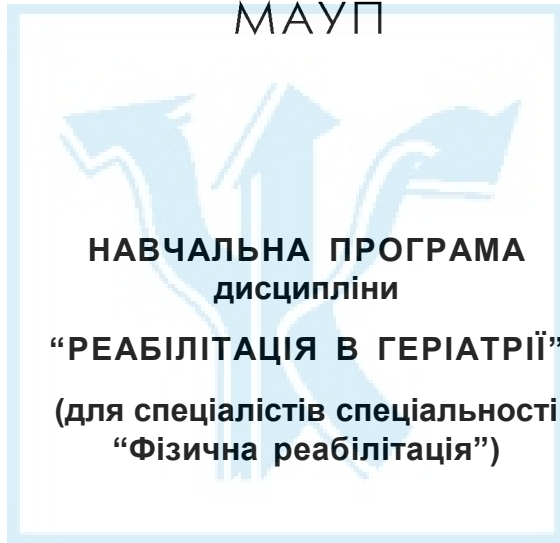 МАУП
НАВЧАЛЬНА ПРОГРАМА
дисципліни
“РЕАБІЛІТАЦІЯ В ГЕРІАТРІЇ”
(для спеціалістів спеціальності
“Фізична реабілітація”)